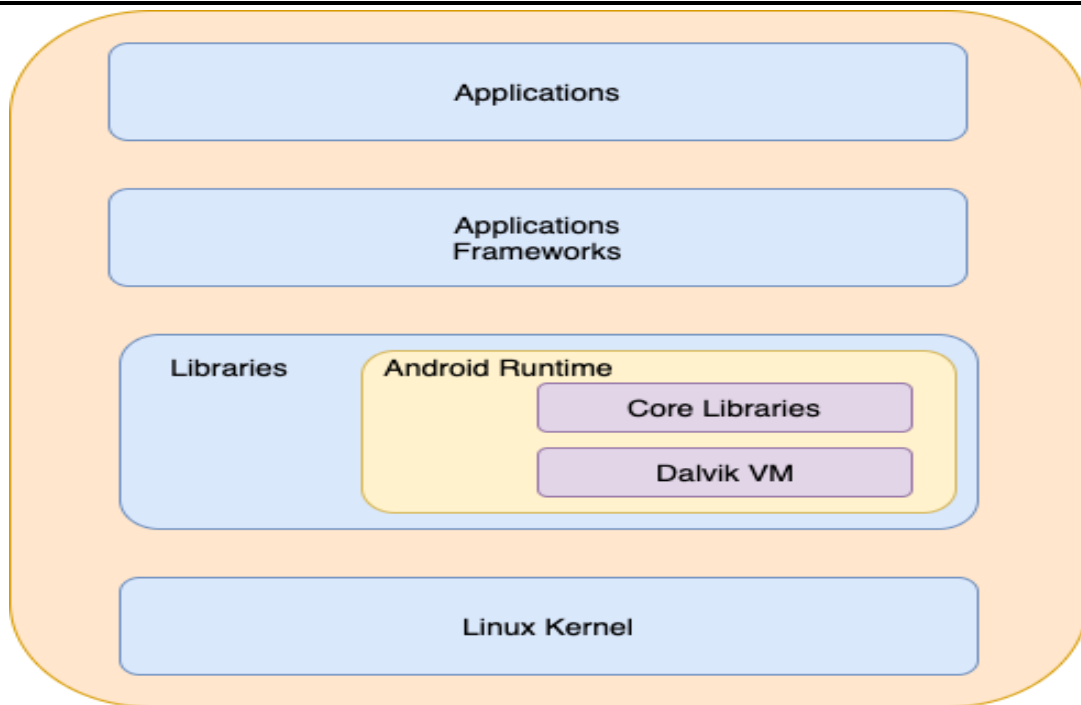 Applications
Applications
Frameworks
Libraries
Android Runtime
Core Libraries
Dalvik VM
Linux Kernel